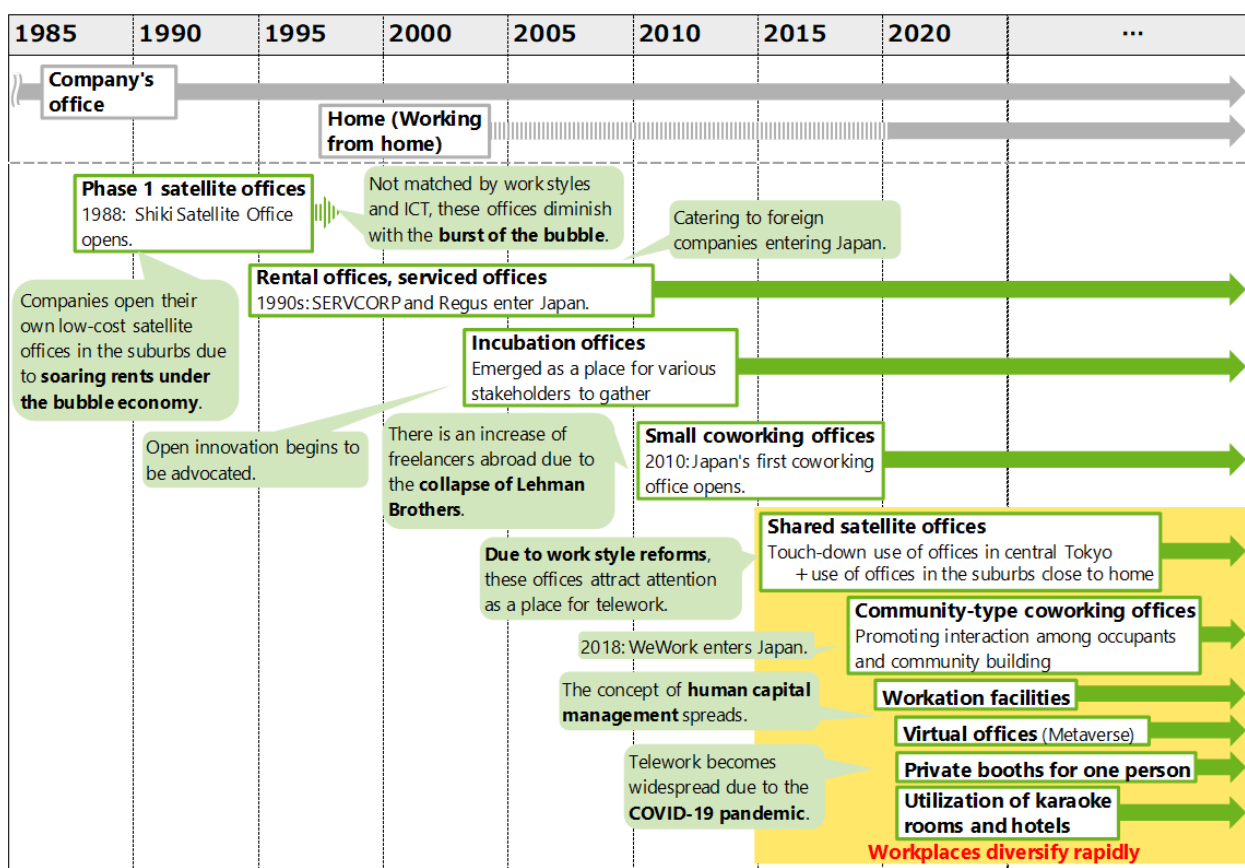 1985 1990 1995 2000 2005 2010 2015 2020 ...
Company's
office
Home (Working
from home)
Phase 1 satellite offices
1988: Shiki Satellite Office
opens.
Not matched by work styles
and ICT, these offices diminish
with the burst of the bubble.
Catering to foreign
companies entering Japan.
Rental offices, serviced offices
1990s: SERVCORP and Regus enter Japan.
Companies open their
own low-cost satellite
offices in the suburbs due
to soaring rents under
the bubble economy.
Incubation offices
Emerged as a place for various
stakeholders to gather
Open innovation begins to
be advocated.
There is an increase of
freelancers abroad due to
the collapse of Lehman
Brothers.
Small coworking offices
2010: Japan's first coworking
office opens.
Shared satellite offices
Touch-down use of offices in central Tokyo
+ use of offices in the suburbs close to home
Due to work style reforms,
these offices attract attention
as a place for telework.
Community-type coworking offices
Promoting interaction among occupants
and community building
2018: WeWork enters Japan.
The concept of human capital
management spreads.
Workation facilities
Virtual offices (Metaverse)
Telework becomes
widespread due to the
COVID-19 pandemic.
Private booths for one person
Utilization of karaoke
rooms and hotels
Workplaces diversify rapidly